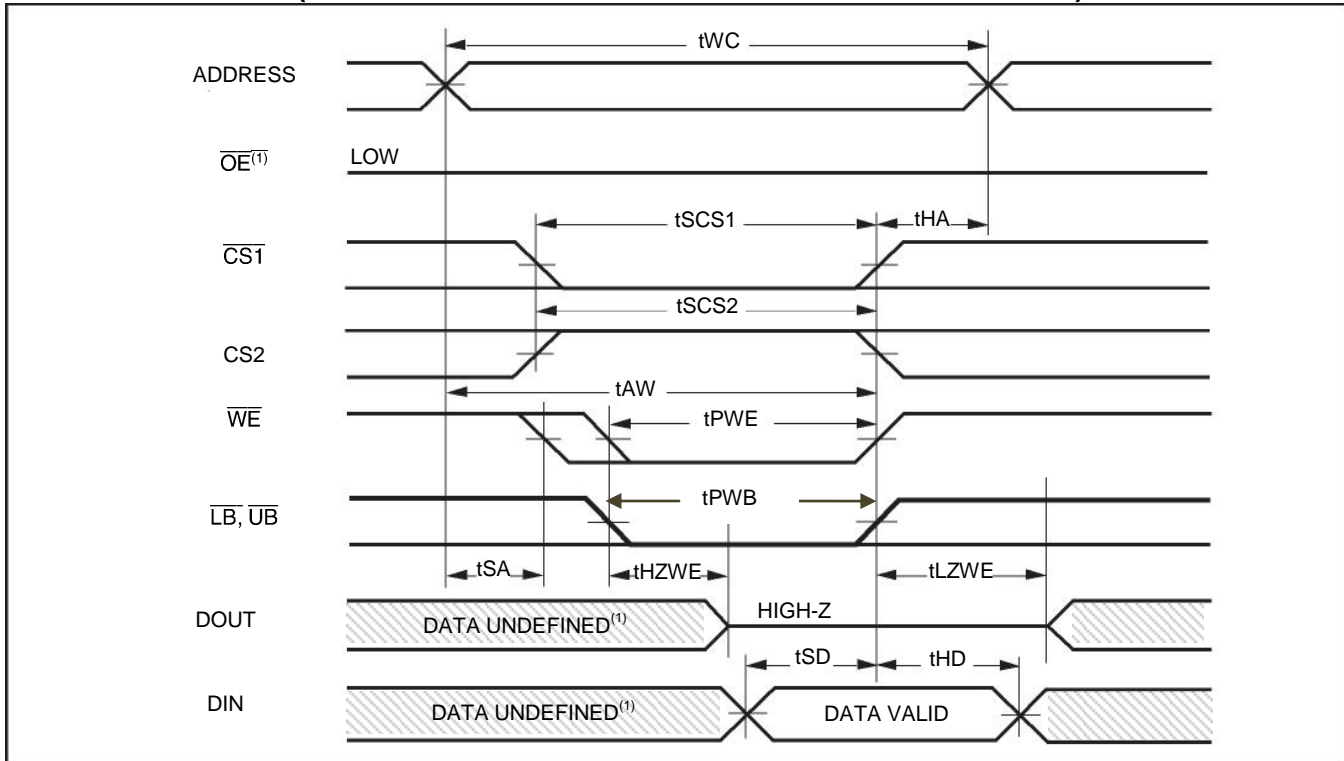 tWC
ADDRESS
OE(1) LOW
tSCS1 tHA
CS1
tSCS2
CS2
tAW
WE
tPWE
LB, UB
tPWB
tSA tHZWE tLZWE
DOUT DATA UNDEFINED(1) HIGH-Z
tSD tHD
DIN DATA UNDEFINED(1) DATA VALID